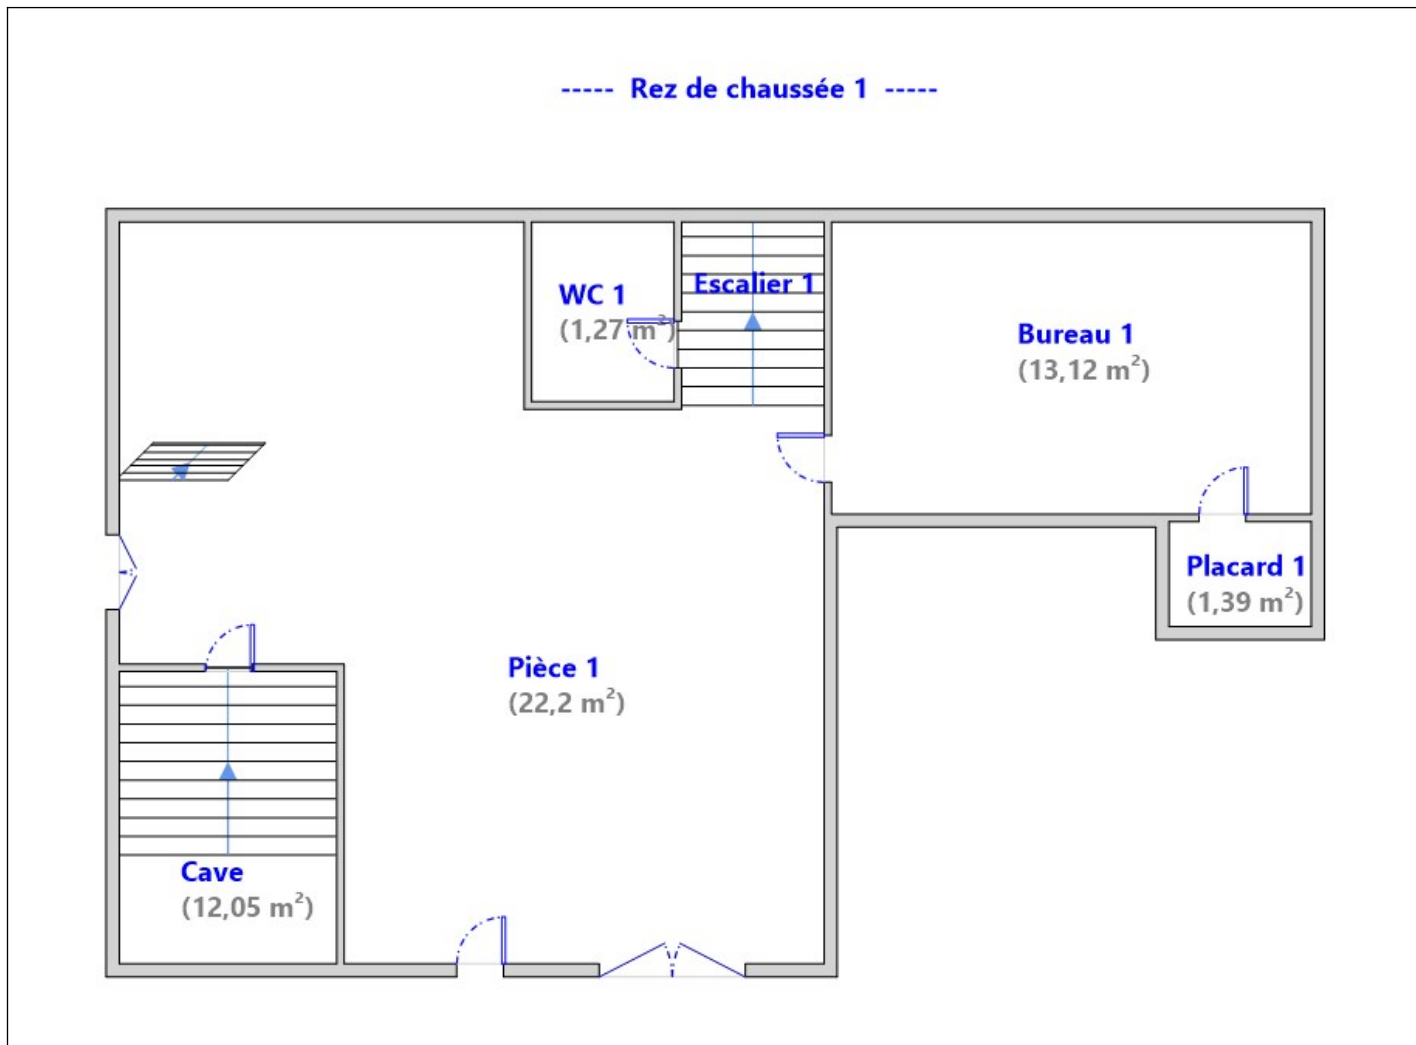 ----- Rez de chaussée 1 -----
WC 1
(1,27 m²)
Escalier 1
Bureau 1
(13,12 m²)
Placard 1
(1,39 m²)
Pièce 1
(22,2 m²)
Cave
(12,05 m²)